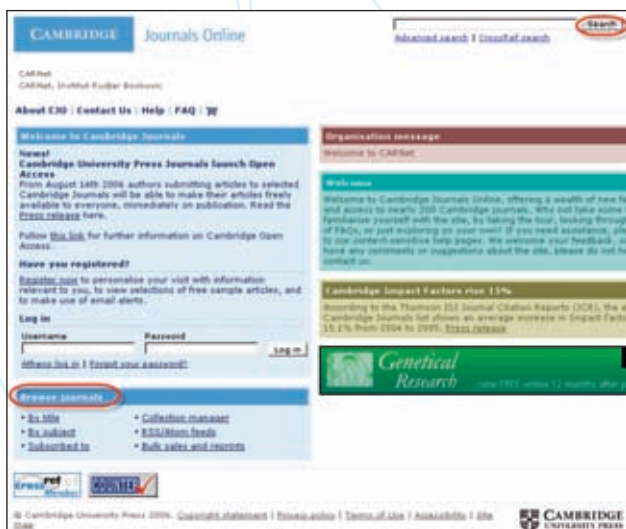 CAMBRIDGE Journals Online
Search
Advanced search | CrossRef search
CARNet
CARNet, Institut Rudjer Boskovic
About CJO | Contact Us | Help | FAQ |
Welcome to Cambridge Journals
News!
Cambridge University Press Journals launch Open
Access
From August 14th 2006 authors submitting articles to selected
Cambridge Journals will be able to make their articles freely
available to everyone, immediately on publication. Read the
Press release here.
Follow this link for further information on Cambridge Open
Access.
Have you registered?
Register now to personalise your visit with information
relevant to you, to view selections of free sample articles, and
to make use of email alerts.
Log in
Username Password
Log in
Athens log in | Forgot your password?
Browse journals
• By title • Collection manager
• By subject • RSS/Atom feeds
• Subscribed to • Bulk sales and reprints
Organisation message
Welcome to CARNet
Welcome
Welcome to Cambridge Journals Online, offering a wealth of new
and access to nearly 200 Cambridge journals. Why not take some
familiarise yourself with the site, by taking the tour, looking through
of FAQs, or just exploring on your own? If you need assistance,
to our context-sensitive help pages. We welcome your feedback,
have any comments or suggestions about the site, please do not
contact us.
Cambridge Impact Factors rise 15%
According to the Thomson ISI Journal Citation Reports (JCR), the
Cambridge Journals list shows an average increase in Impact
15.1% from 2004 to 2005. Press release
Genetical
Research now FREE online 12 months after
crossref
Member
COUNTER
© Cambridge University Press 2006. Copyright statement | Privacy policy | Terms of Use | Accessibility | Site
map
CAMBRIDGE
UNIVERSITY PRESS